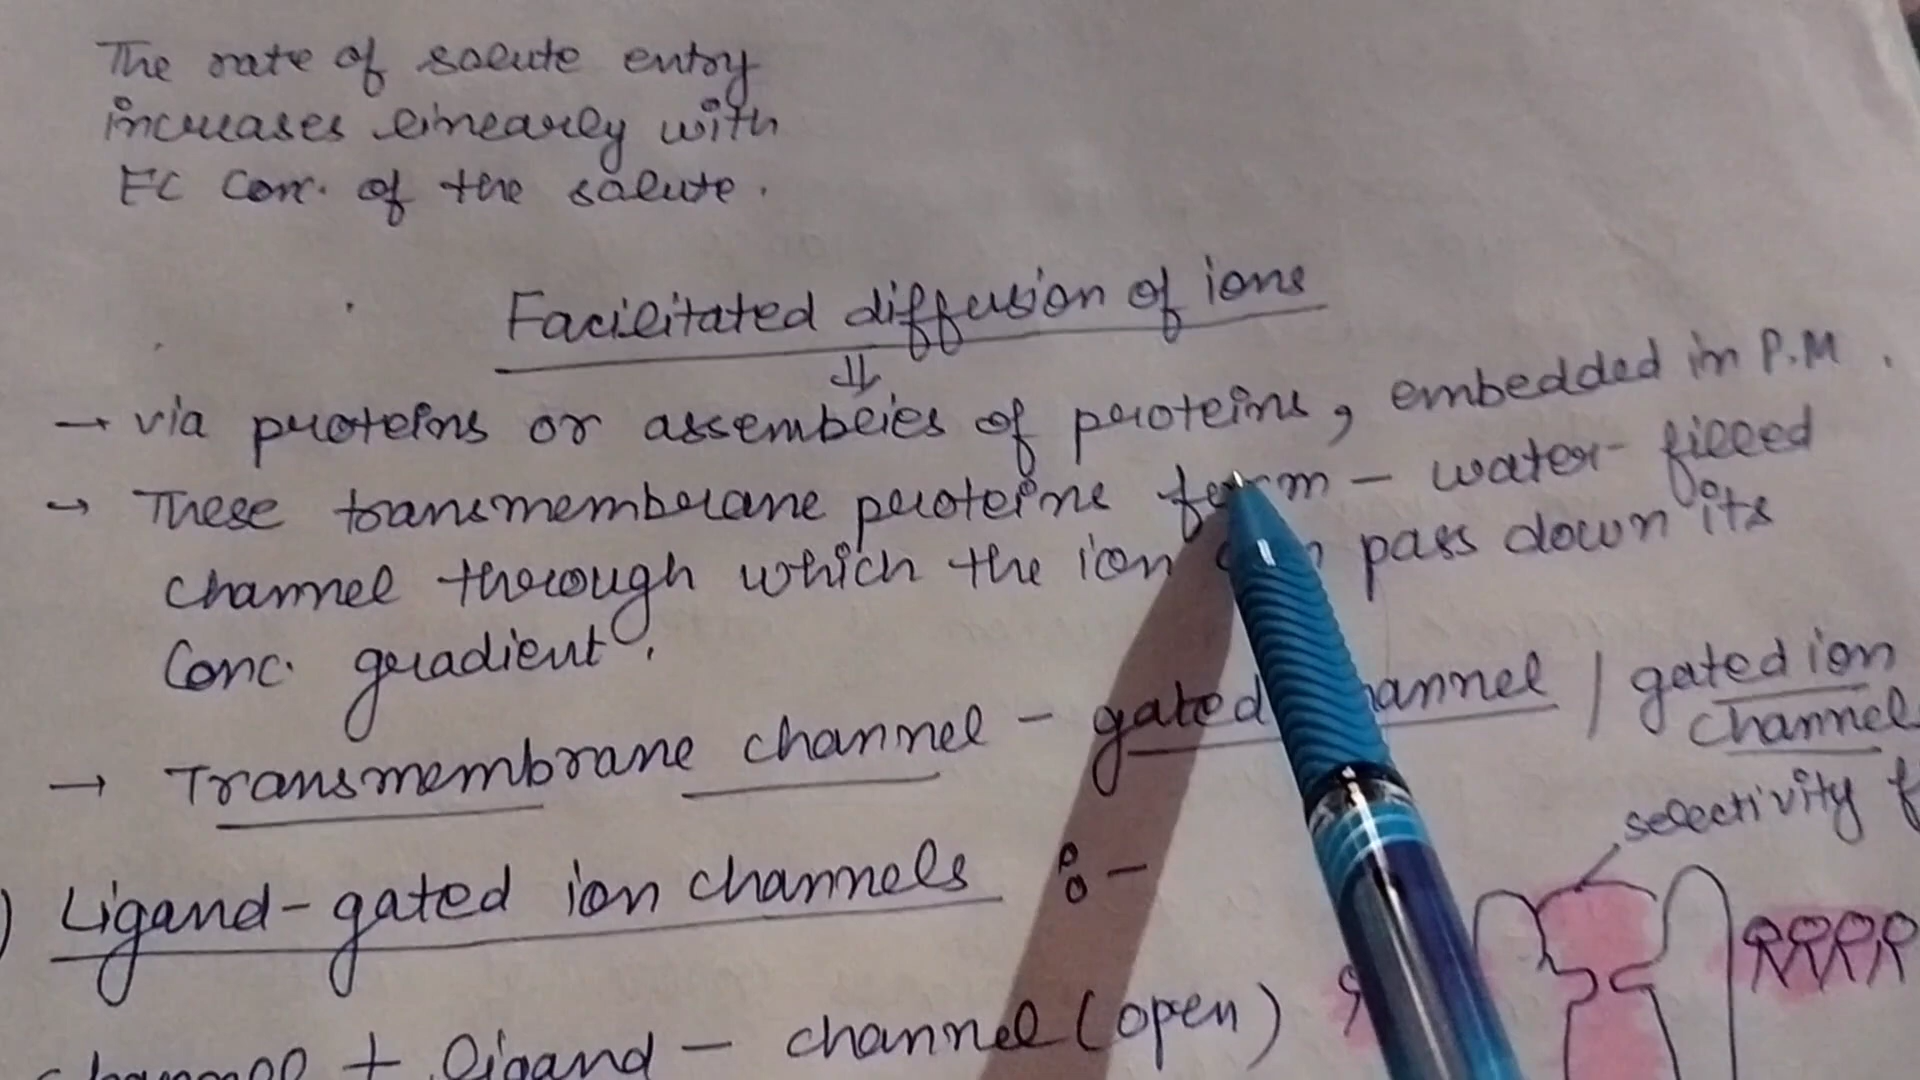 The rate of solute entry
increases linearly with
EC Conc. of the solute.
Facilitated diffusion of ions
→ via proteins or assemblies of proteins, embedded in P.M.
→ These transmembrane proteins form - water-filled
channel through which the ion pass down its
Conc. gradient.
→ Transmembrane channel - gated channel / gated ion
channel
selectivity
Ligand-gated ion channels :-
+ ligand - channel (open)